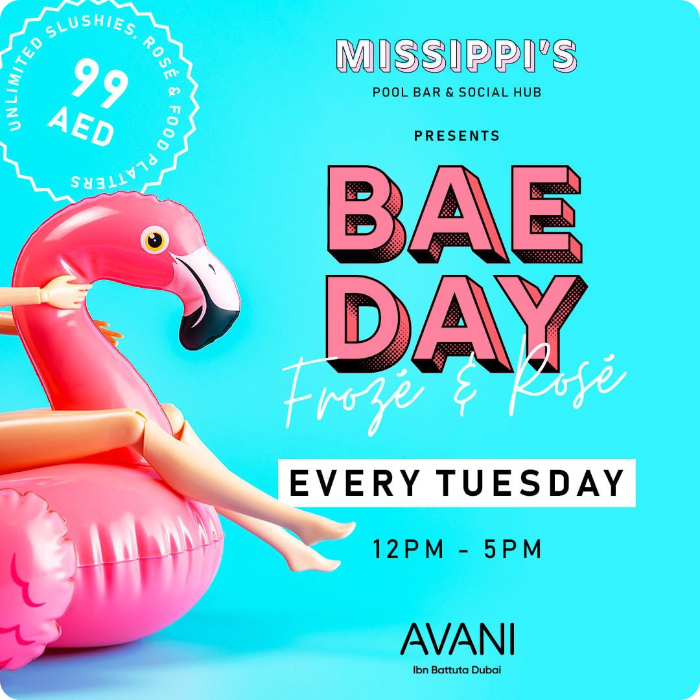 UNLIMITED SLUSHIES, ROSÉ & FOOD PLATTERS
99
AED
MISSIPPI'S
POOL BAR & SOCIAL HUB
PRESENTS
BAE
DAY
Frozé & Rosé
EVERY TUESDAY
12PM - 5PM
AVANI
Ibn Battuta Dubai